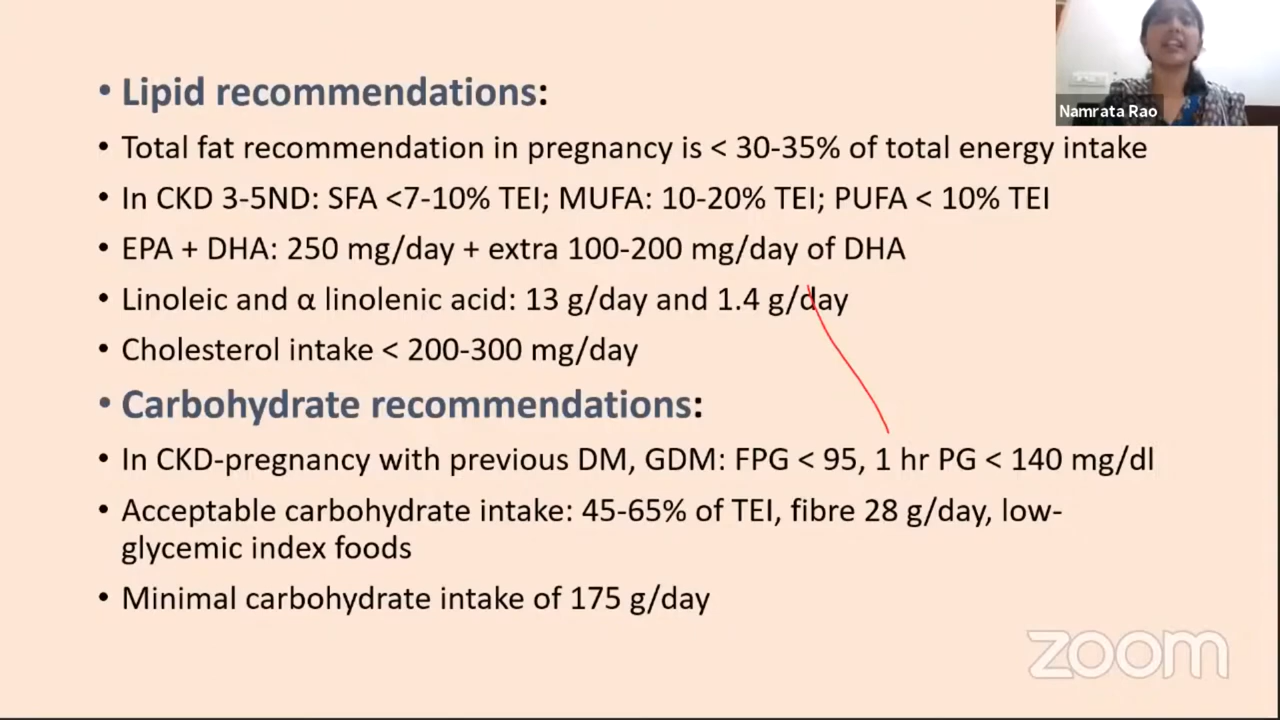 Namrata Rao
• Lipid recommendations:
• Total fat recommendation in pregnancy is < 30-35% of total energy intake
• In CKD 3-5ND: SFA <7-10% TEI; MUFA: 10-20% TEI; PUFA < 10% TEI
• EPA + DHA: 250 mg/day + extra 100-200 mg/day of DHA
• Linoleic and α linolenic acid: 13 g/day and 1.4 g/day
• Cholesterol intake < 200-300 mg/day
• Carbohydrate recommendations:
• In CKD-pregnancy with previous DM, GDM: FPG < 95, 1 hr PG < 140 mg/dl
• Acceptable carbohydrate intake: 45-65% of TEI, fibre 28 g/day, low-
glycemic index foods
• Minimal carbohydrate intake of 175 g/day
zoom